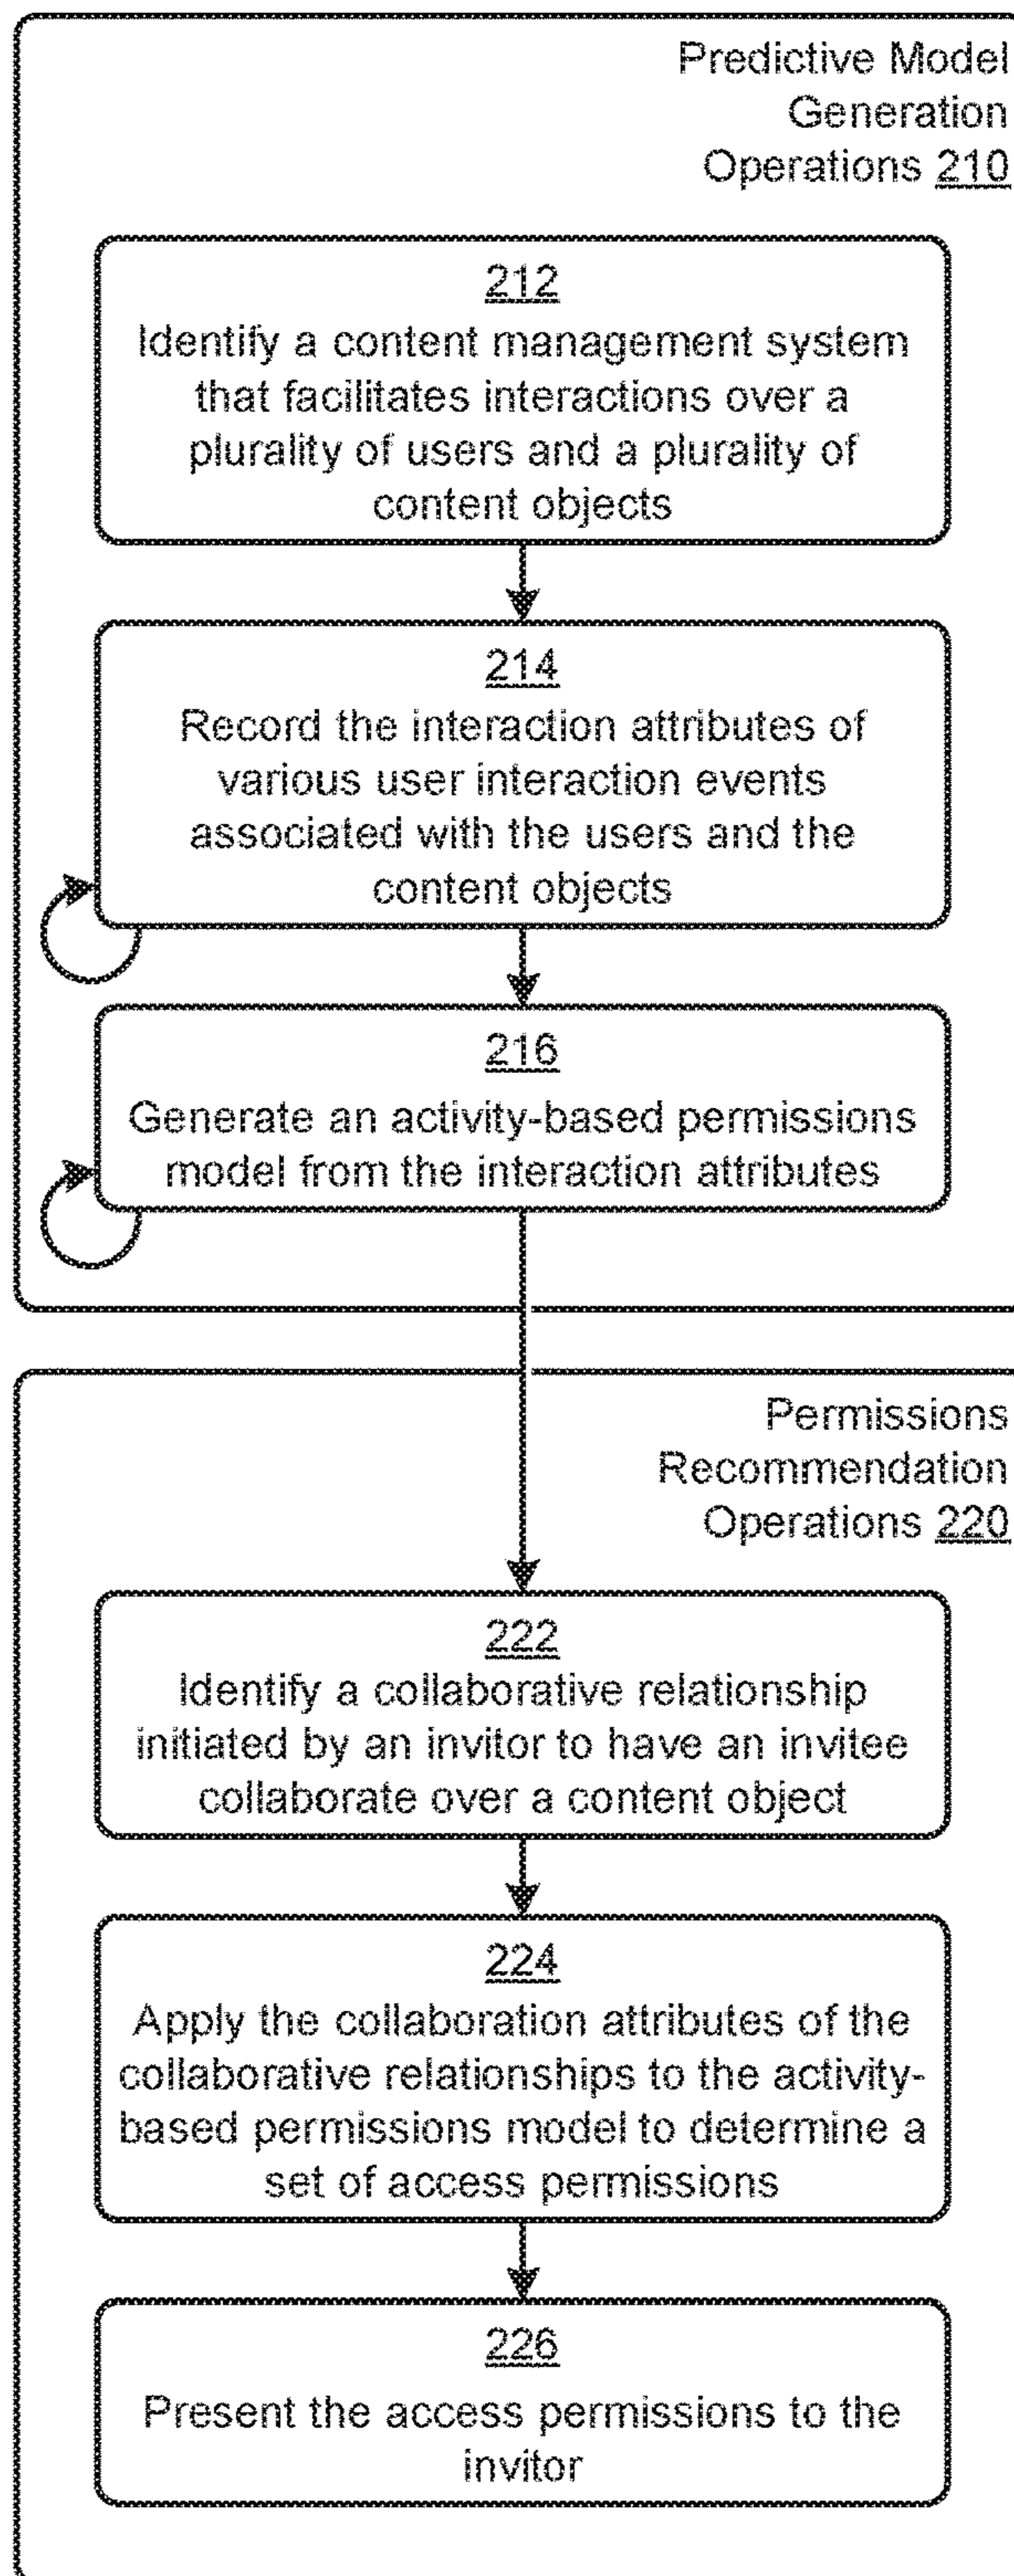 Predictive Model
Generation
Operations 210
212
Identify a content management system
that facilitates interactions over a
plurality of users and a plurality of
content objects
214
Record the interaction attributes of
various user interaction events
associated with the users and the
content objects
216
Generate an activity-based permissions
model from the interaction attributes
Permissions
Recommendation
Operations 220
222
Identify a collaborative relationship
initiated by an invitor to have an invitee
collaborate over a content object
224
Apply the collaboration attributes of the
collaborative relationships to the activity-
based permissions model to determine a
set of access permissions
226
Present the access permissions to the
invitor